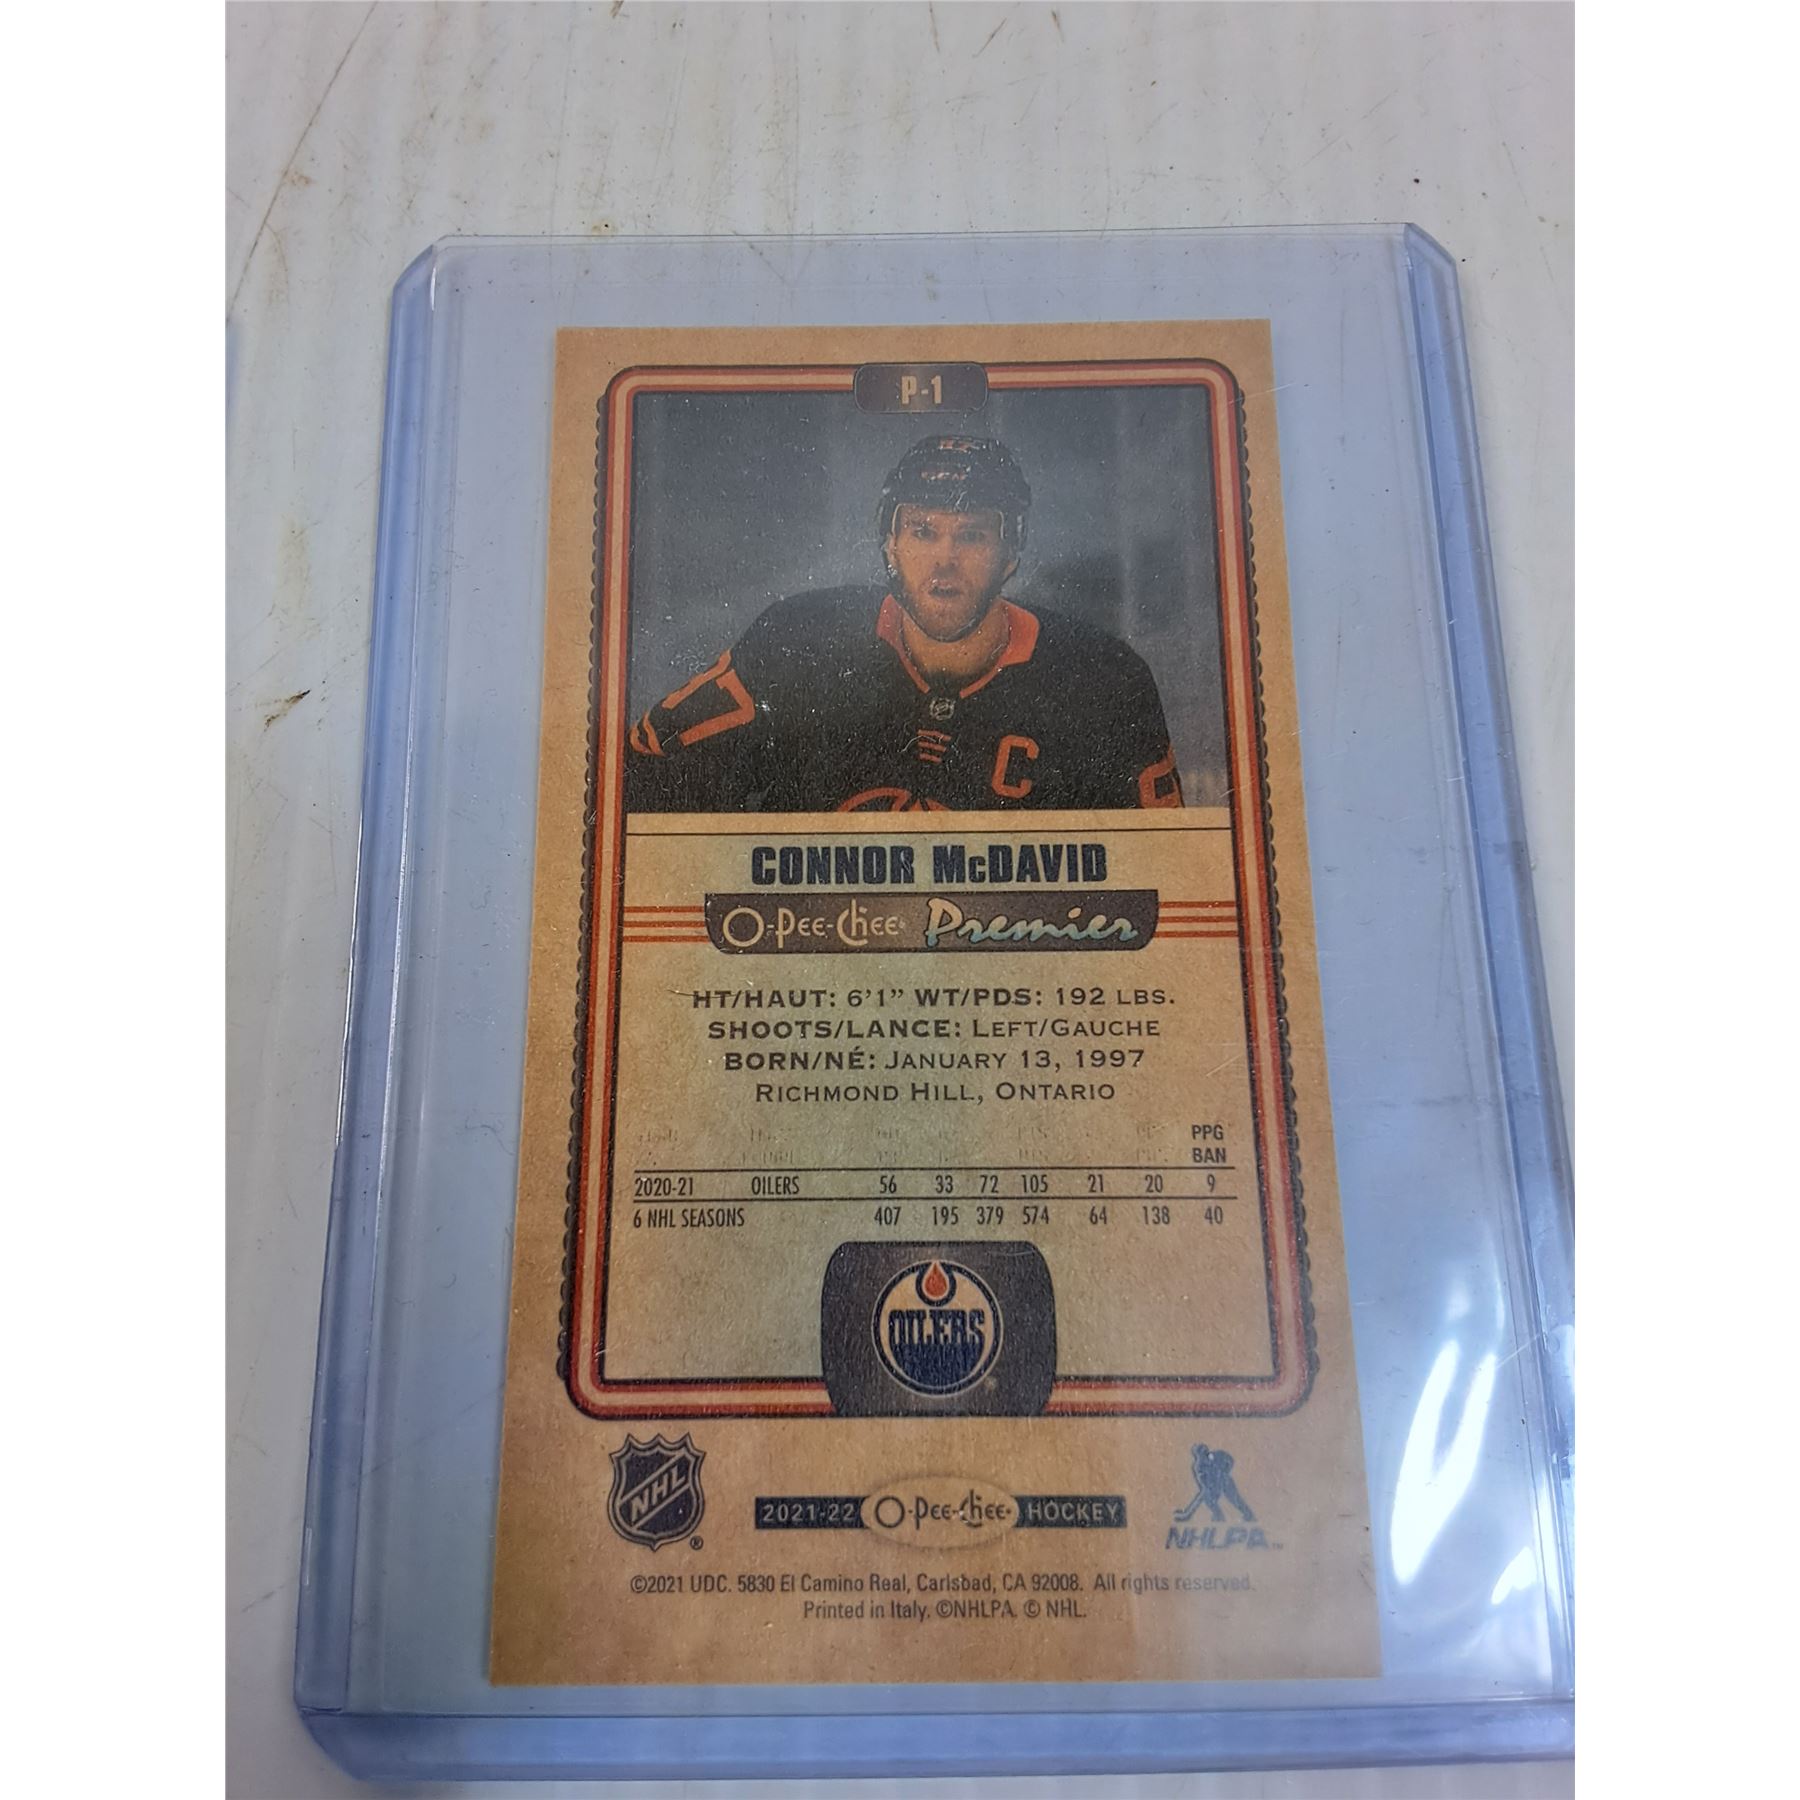 P-1
7
C
CONNOR McDAVID
O-Pee-Chee Premier
HT/HAUT: 6'1" WT/PDS: 192 LBS.
SHOOTS/LANCE: LEFT/GAUCHE
BORN/NÉ: JANUARY 13, 1997
RICHMOND HILL, ONTARIO
PPG
BAN
2020-21 OILERS 56 33 72 105 21 20 9
6 NHL SEASONS 407 195 379 574 64 138 40
OILERS
NHL ®
2021-22 O-Pee-Chee HOCKEY
NHLPA™
©2021 UDC. 5830 El Camino Real, Carlsbad, CA 92008. All rights reserved.
Printed in Italy. ©NHLPA. © NHL.